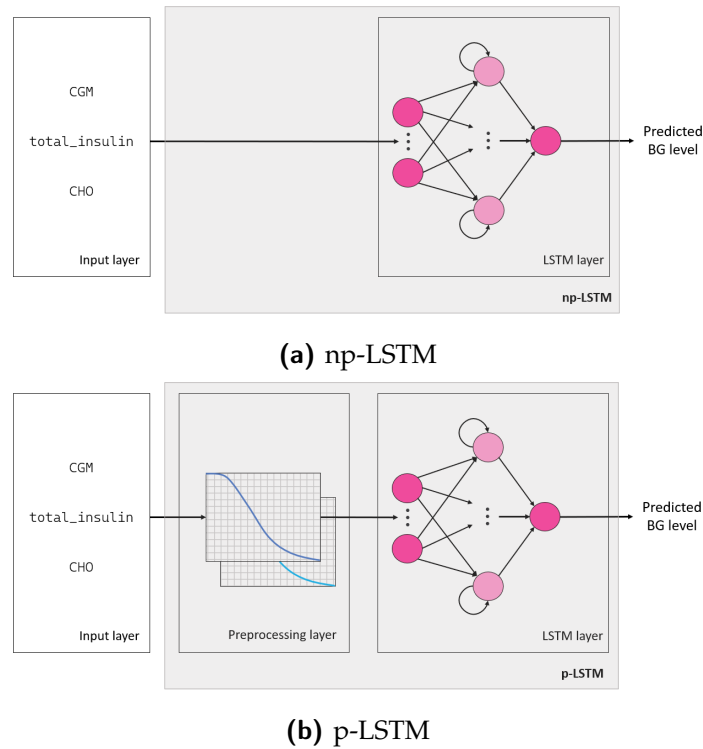 CGM
total_insulin
CHO
Input layer
LSTM layer
np-LSTM
Predicted
BG level
(a) np-LSTM
CGM
total_insulin
CHO
Input layer
Preprocessing layer
LSTM layer
p-LSTM
Predicted
BG level
(b) p-LSTM